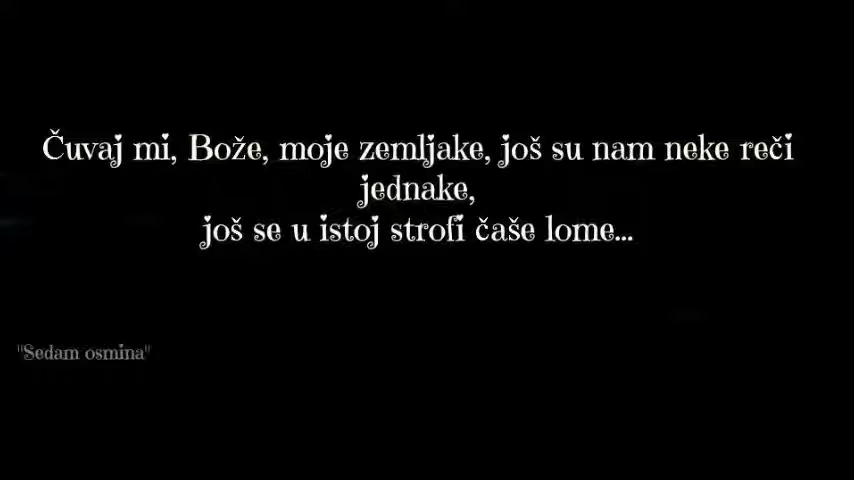 Čuvaj mi, Bože, moje zemljake, još su nam neke reči
jednake,
još se u istoj strofi čaše lome...
"Sedam osmina"